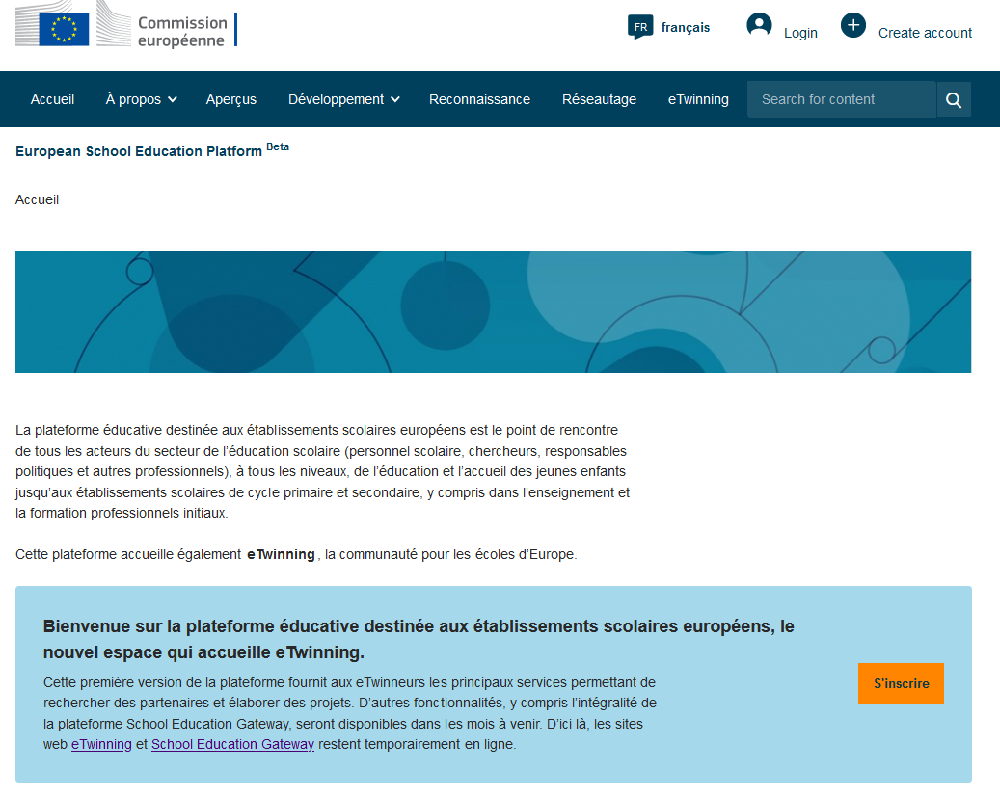 Commission
européenne
FR français
Login
Create account
Accueil À propos Aperçus Développement Reconnaissance Réseautage eTwinning Search for content
European School Education Platform Beta
Accueil
La plateforme éducative destinée aux établissements scolaires européens est le point de rencontre
de tous les acteurs du secteur de l’éducation scolaire (personnel scolaire, chercheurs, responsables
politiques et autres professionnels), à tous les niveaux, de l’éducation et l’accueil des jeunes enfants
jusqu’aux établissements scolaires de cycle primaire et secondaire, y compris dans l’enseignement et
la formation professionnels initiaux.
Cette plateforme accueille également eTwinning, la communauté pour les écoles d’Europe.
Bienvenue sur la plateforme éducative destinée aux établissements scolaires européens, le
nouvel espace qui accueille eTwinning.
Cette première version de la plateforme fournit aux eTwinneurs les principaux services permettant de
rechercher des partenaires et élaborer des projets. D’autres fonctionnalités, y compris l’intégralité de
la plateforme School Education Gateway, seront disponibles dans les mois à venir. D’ici là, les sites
web eTwinning et School Education Gateway restent temporairement en ligne.
S'inscrire